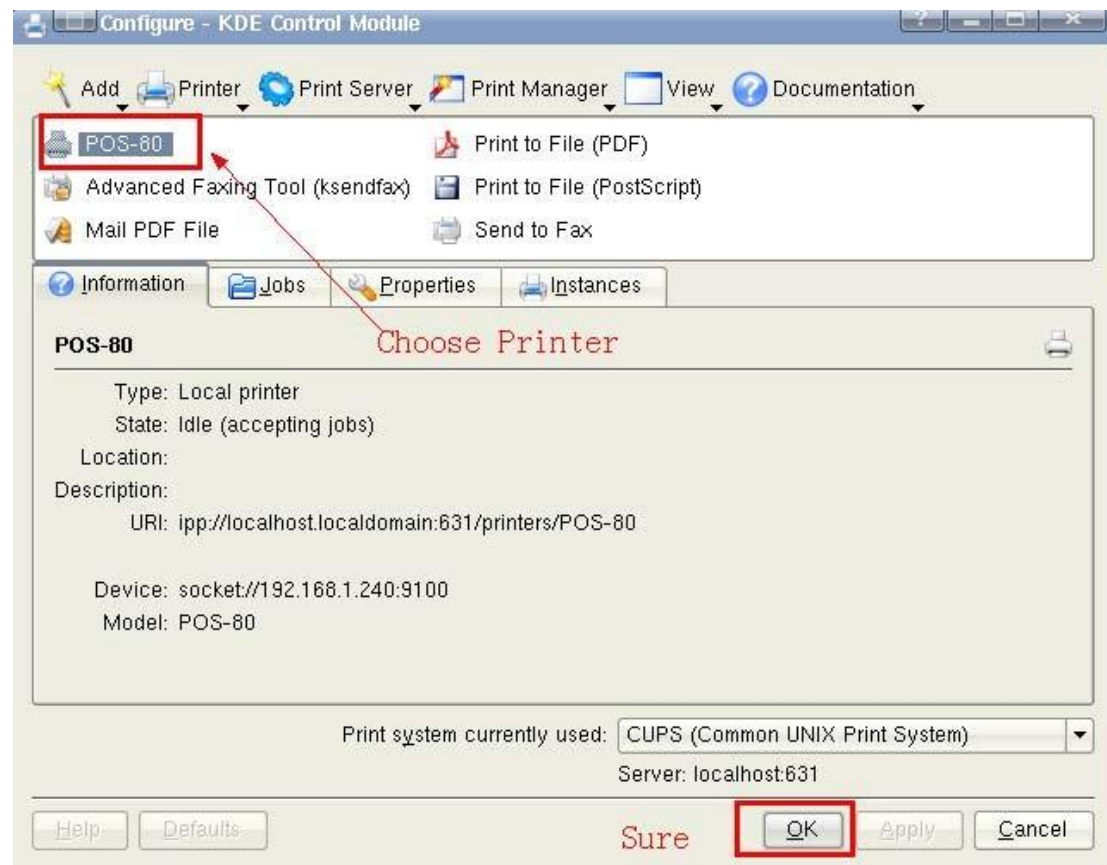 Configure - KDE Control Module
Add Printer Print Server Print Manager View Documentation
POS-80 Print to File (PDF)
Advanced Faxing Tool (ksendfax) Print to File (PostScript)
Mail PDF File Send to Fax
Information Jobs Properties Instances
Choose Printer
POS-80
Type: Local printer
State: Idle (accepting jobs)
Location:
Description:
URI: ipp://localhost.localdomain:631/printers/POS-80
Device: socket://192.168.1.240:9100
Model: POS-80
Print system currently used: CUPS (Common UNIX Print System)
Server: localhost:631
Help Defaults Sure OK Apply Cancel